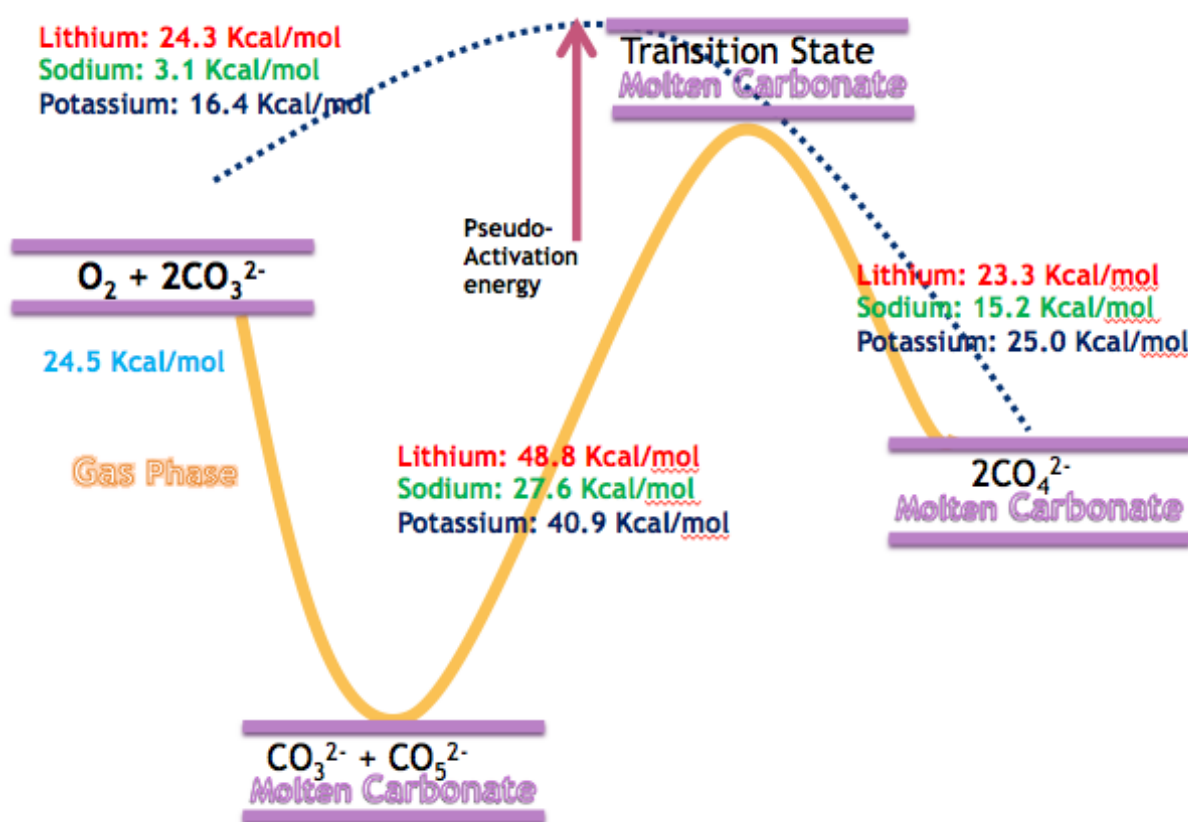 Lithium: 24.3 Kcal/mol
Sodium: 3.1 Kcal/mol
Potassium: 16.4 Kcal/mol
Transition State
Molten Carbonate
Pseudo-
Activation
energy
O₂ + 2CO₃²⁻
24.5 Kcal/mol
Lithium: 23.3 Kcal/mol
Sodium: 15.2 Kcal/mol
Potassium: 25.0 Kcal/mol
Gas Phase
Lithium: 48.8 Kcal/mol
Sodium: 27.6 Kcal/mol
Potassium: 40.9 Kcal/mol
2CO₄²⁻
Molten Carbonate
CO₃²⁻ + CO₅²⁻
Molten Carbonate